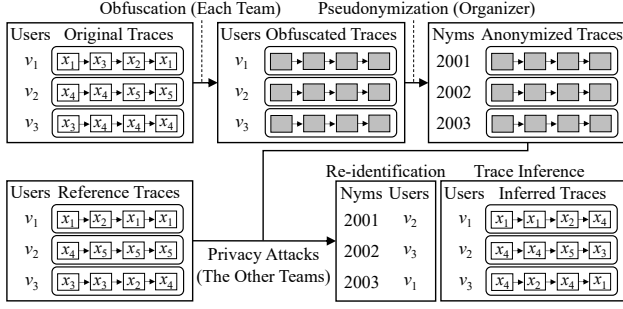 Obfuscation (Each Team) Pseudonymization (Organizer)
Users Original Traces
v1 x1 x3 x2 x1
v2 x4 x4 x5 x5
v3 x3 x4 x4 x4
Users Obfuscated Traces
v1
v2
v3
Nyms Anonymized Traces
2001
2002
2003
Users Reference Traces
v1 x1 x2 x1 x1
v2 x4 x5 x5 x5
v3 x3 x3 x2 x4
Privacy Attacks
(The Other Teams)
Re-identification
Nyms Users
2001 v2
2002 v3
2003 v1
Trace Inference
Users Inferred Traces
v1 x1 x1 x2 x4
v2 x4 x5 x5 x3
v3 x4 x2 x4 x1